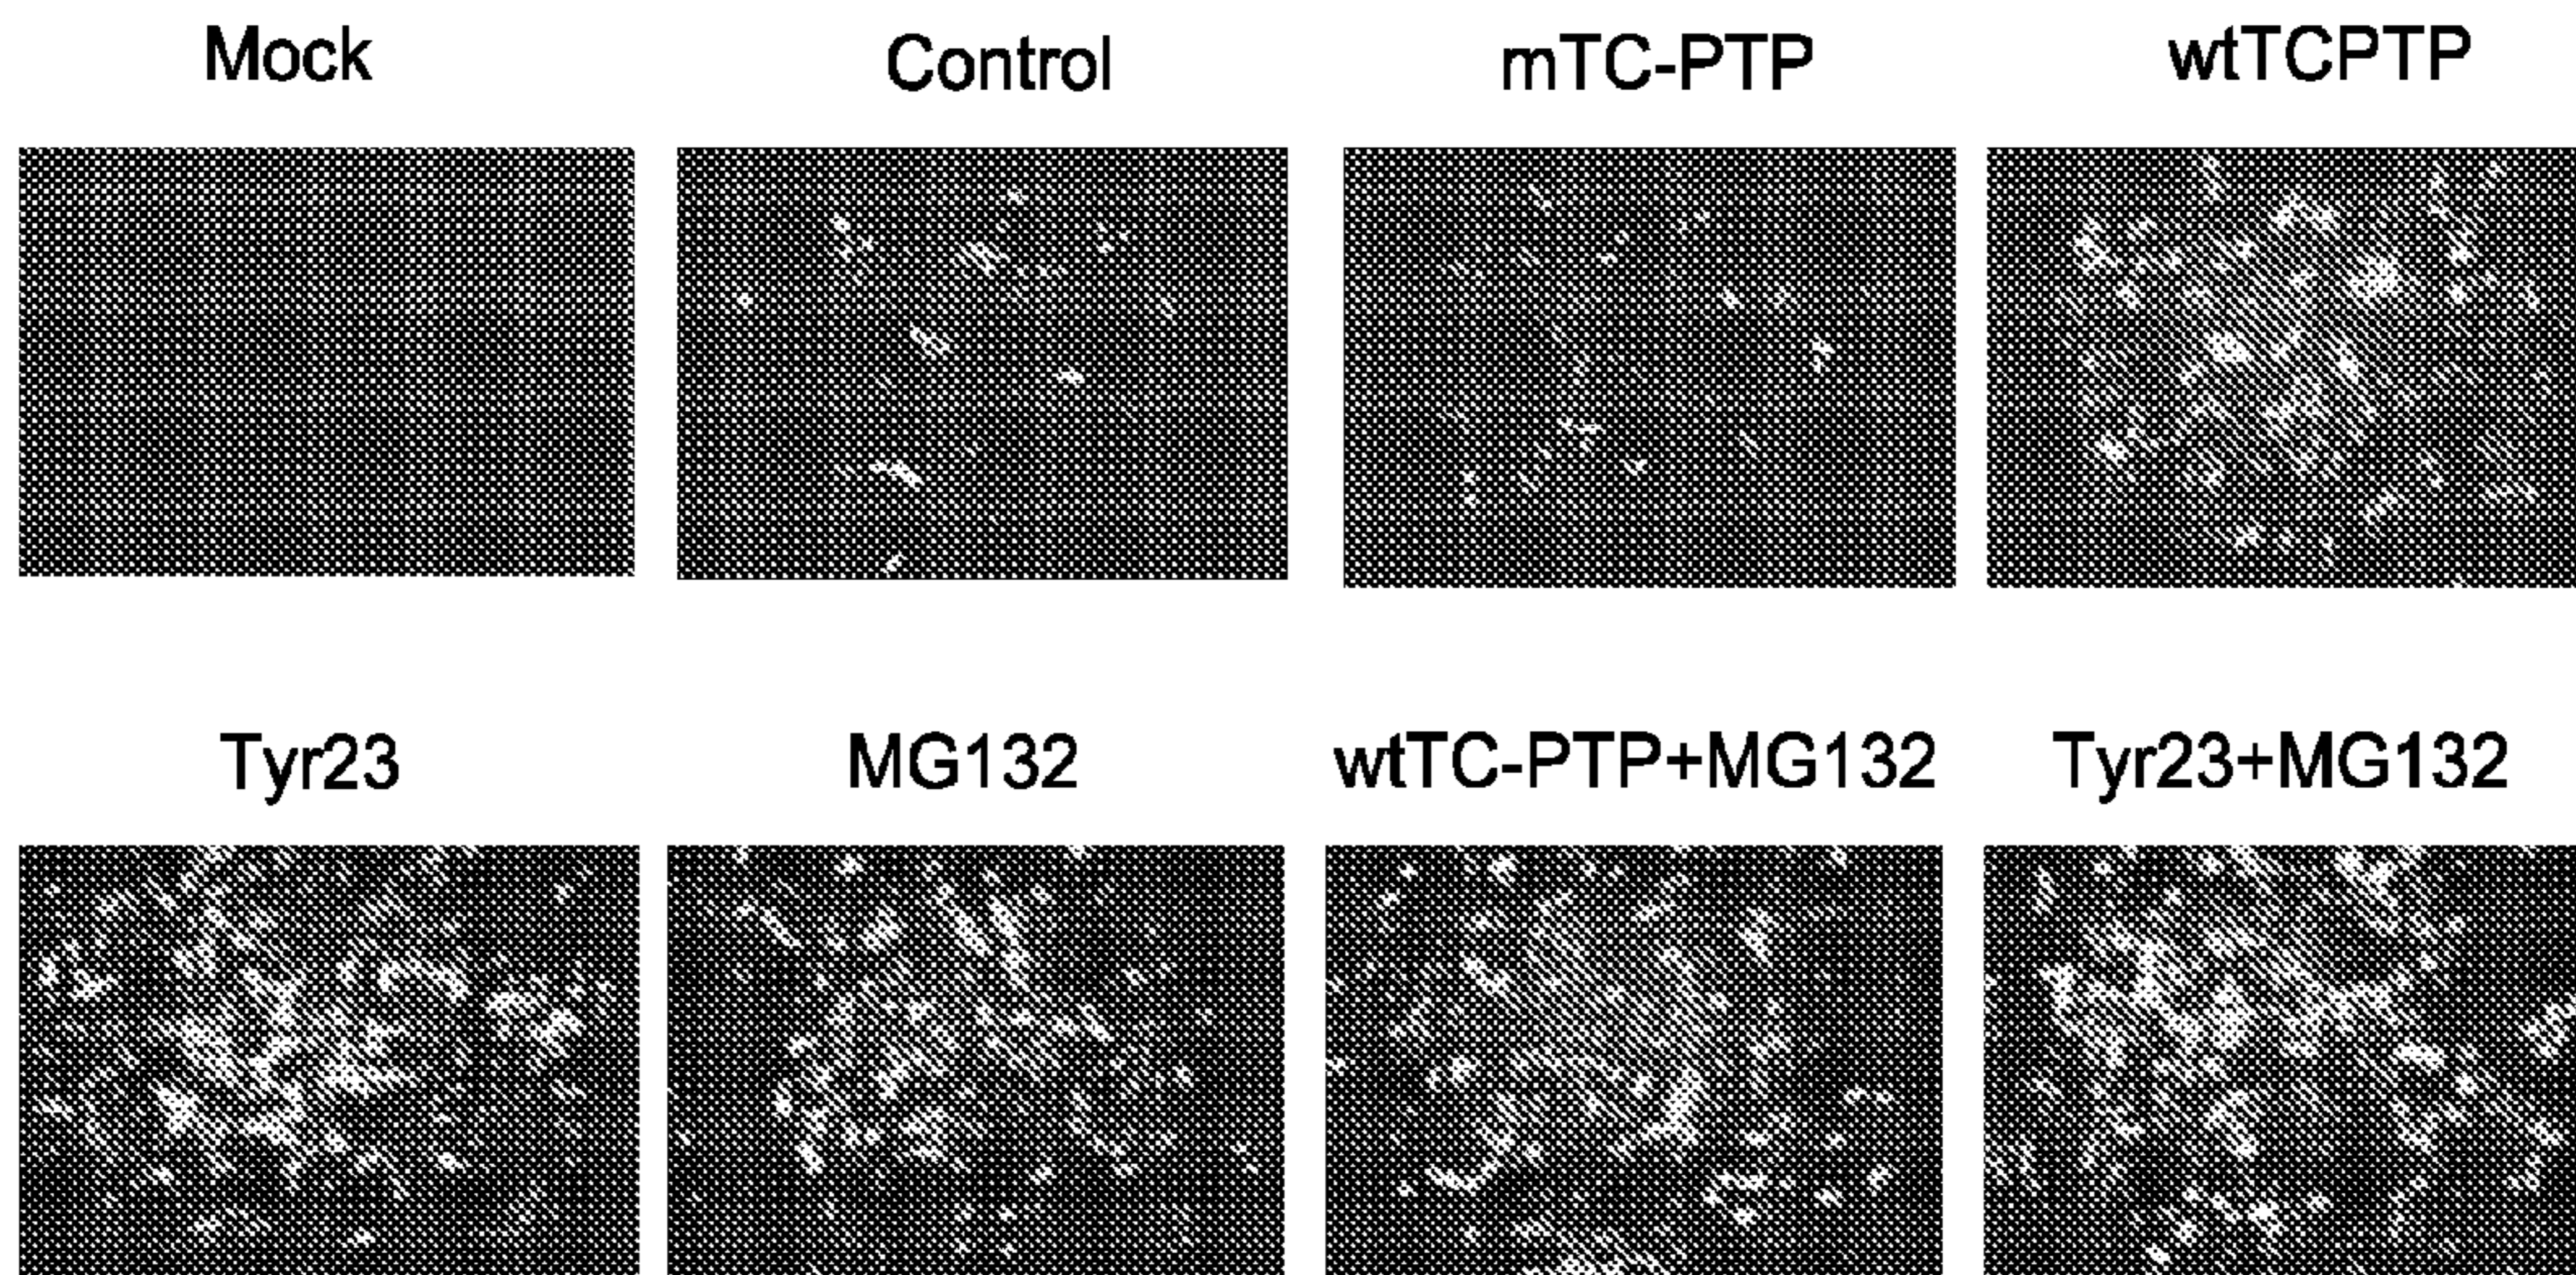 Mock
Control
mTC-PTP
wtTCPTP
Tyr23
MG132
wtTC-PTP+MG132
Tyr23+MG132